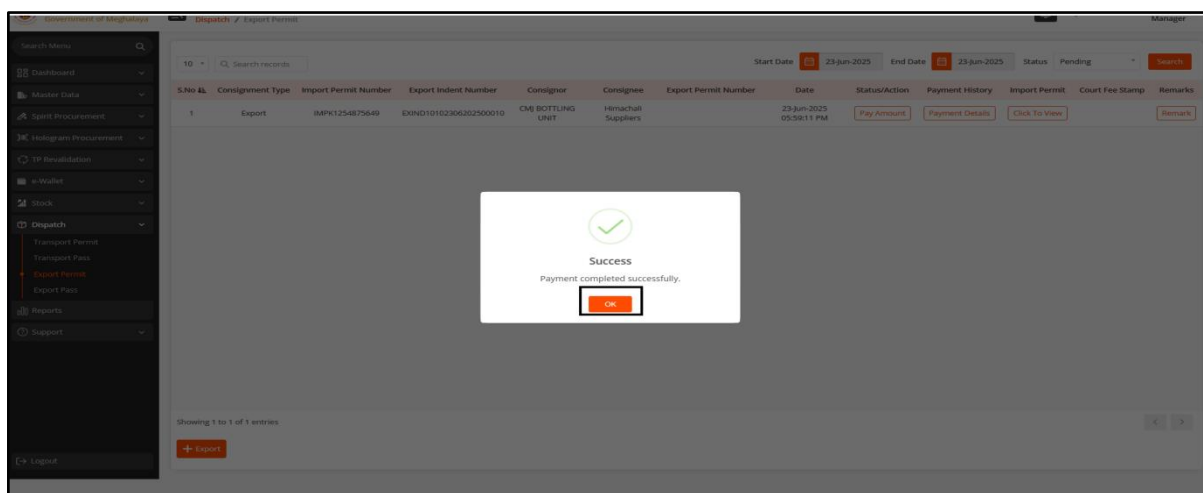 Government of Meghalaya
Dispatch / Export Permit
Manager
Search Menu
10
Search records
Start Date 23-Jun-2025 End Date 23-Jun-2025 Status Pending Search
Dashboard
Master Data
Spirit Procurement
Hologram Procurement
TP Revalidation
e-Wallet
Stock
Dispatch
Transport Permit
Transport Pass
Export Permit
Export Pass
Reports
Support
Logout
S.No Consignment Type Import Permit Number Export Indent Number Consignor Consignee Export Permit Number Date Status/Action Payment History Import Permit Court Fee Stamp Remarks
1 Export IMPK1254875649 EXIND10102306202500010 CMJ BOTTLING UNIT Himachali Suppliers 23-Jun-2025 05:59:11 PM Pay Amount Payment Details Click To View Remark
Success
Payment completed successfully.
OK
Showing 1 to 1 of 1 entries
+ Export